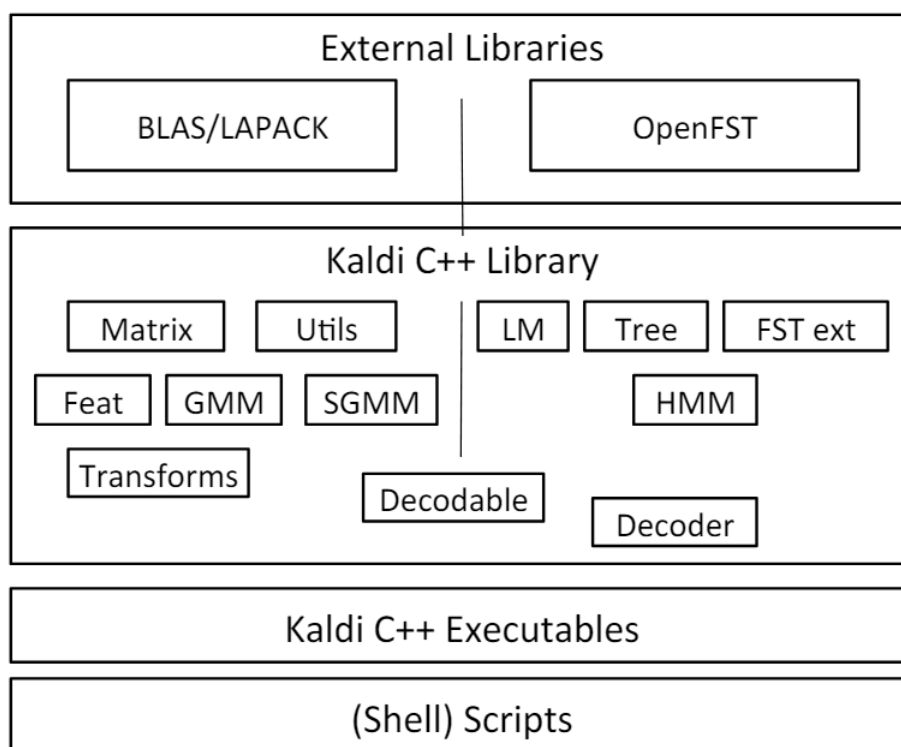 External Libraries
BLAS/LAPACK
OpenFST
Kaldi C++ Library
Matrix
Utils
LM
Tree
FST ext
Feat
GMM
SGMM
HMM
Transforms
Decodable
Decoder
Kaldi C++ Executables
(Shell) Scripts